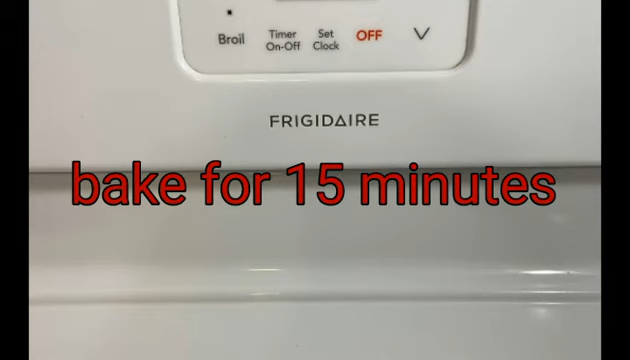 Broil
Timer
On-Off
Set
Clock
OFF
FRIGIDAIRE
bake for 15 minutes